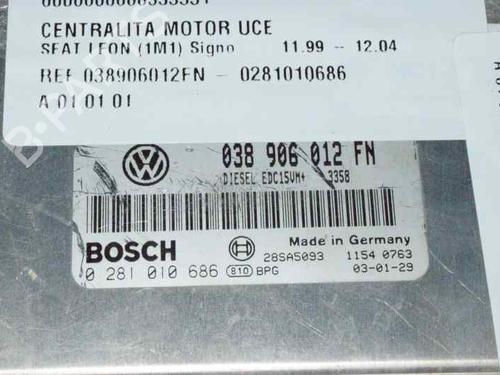 CENTRALITA MOTOR UCE
SEAT LEON (1M1) Signo 11.99 -- 12.04
REF 038906012FN - 0281010686
A 01 01 01
038 906 012 FN
DIESEL EDC15VM+ 3358
BOSCH
Made in Germany
28SA5093 1154 0763
0 281 010 686 810 BPG 03-01-29